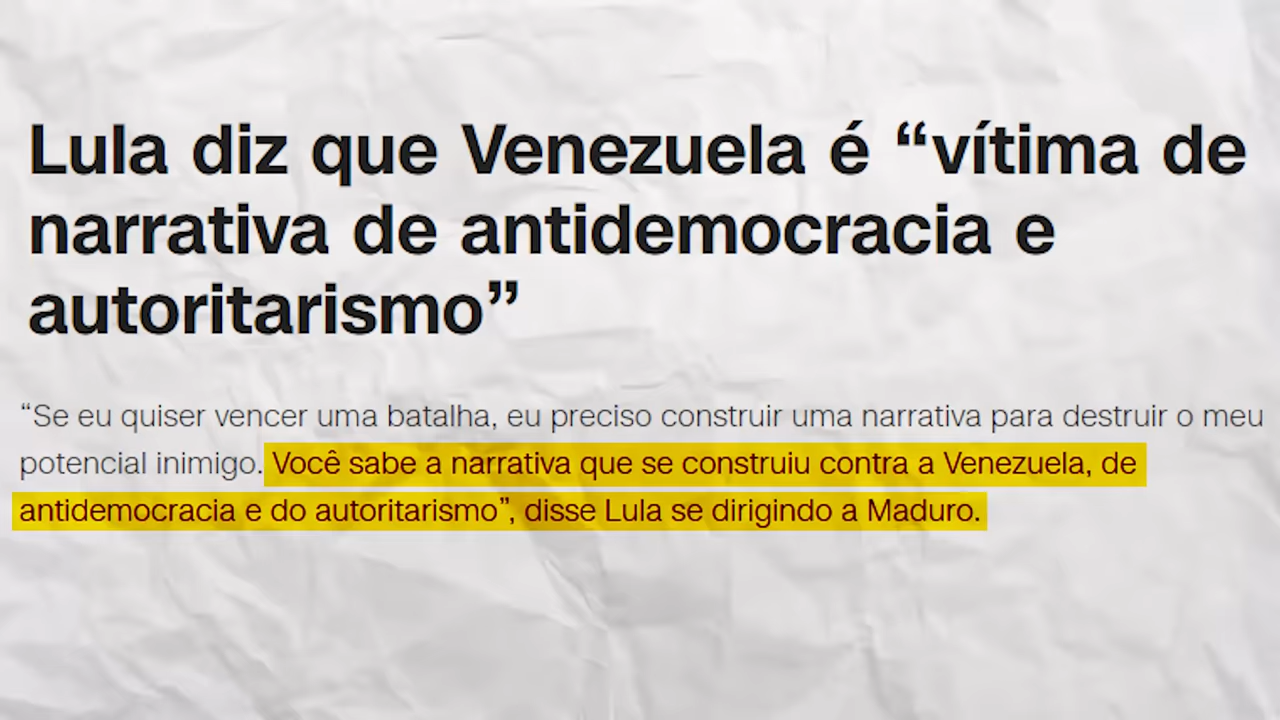 Lula diz que Venezuela é “vítima de
narrativa de antidemocracia e
autoritarismo”
“Se eu quiser vencer uma batalha, eu preciso construir uma narrativa para destruir o meu
potencial inimigo. Você sabe a narrativa que se construiu contra a Venezuela, de
antidemocracia e do autoritarismo”, disse Lula se dirigindo a Maduro.